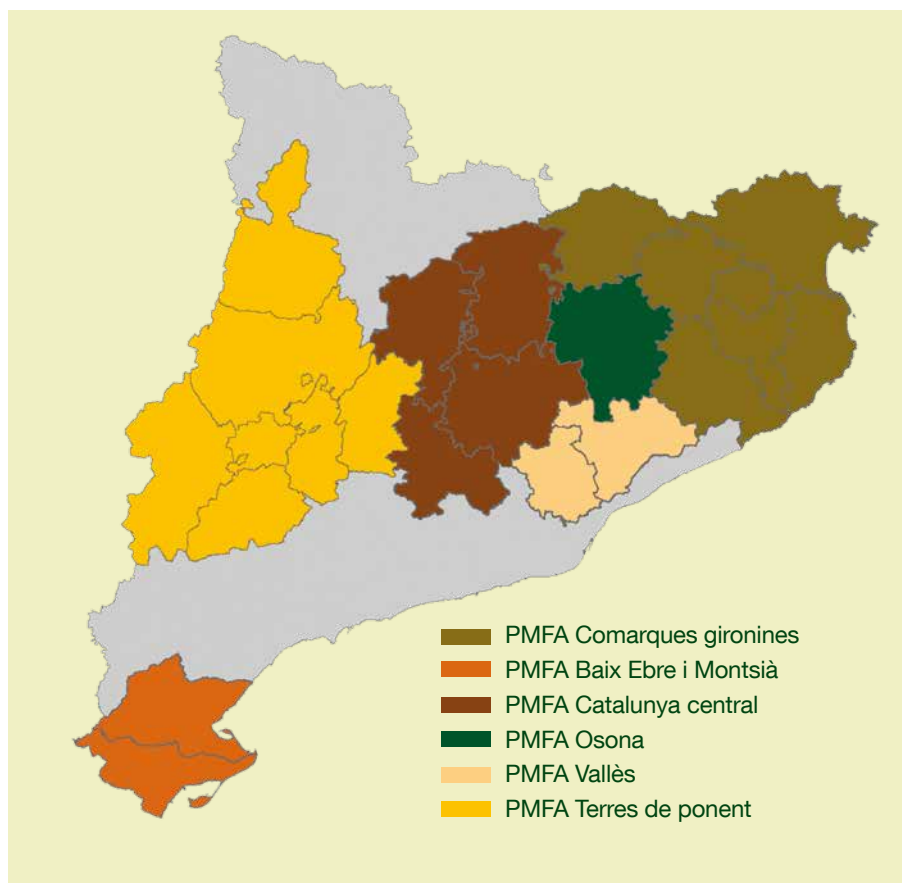 PMFA Comarques gironines
PMFA Baix Ebre i Montsià
PMFA Catalunya central
PMFA Osona
PMFA Vallès
PMFA Terres de ponent